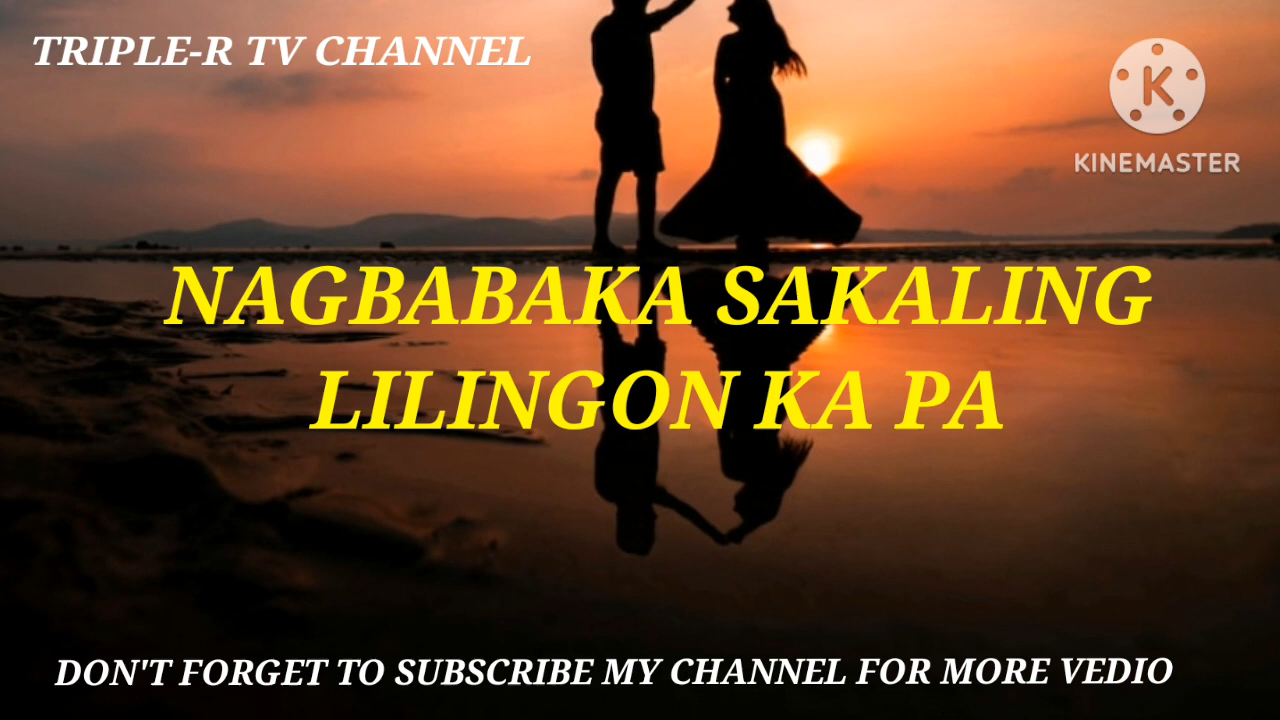 TRIPLE-R TV CHANNEL
K
KINEMASTER
NAGBABAKA SAKALING
LILINGON KA PA
DON'T FORGET TO SUBSCRIBE MY CHANNEL FOR MORE VEDIO